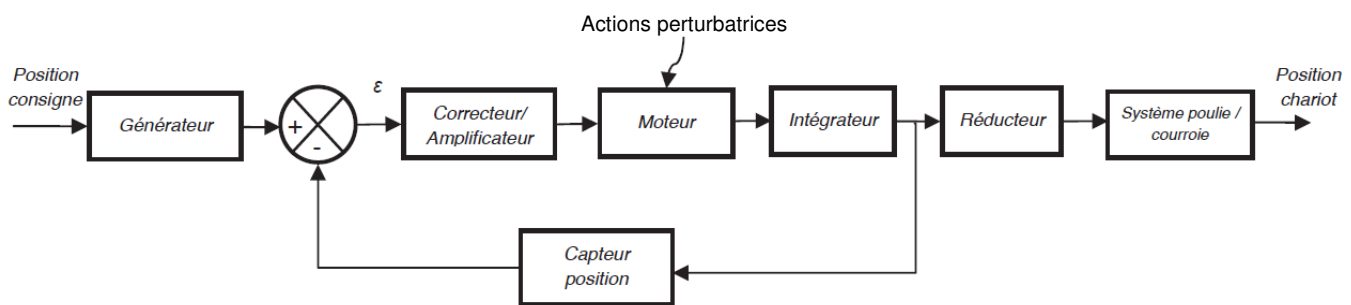 Actions perturbatrices
Position
consigne
Générateur
+
-
ε
Correcteur/
Amplificateur
Moteur
Intégrateur
Réducteur
Système poulie /
courroie
Position
chariot
Capteur
position